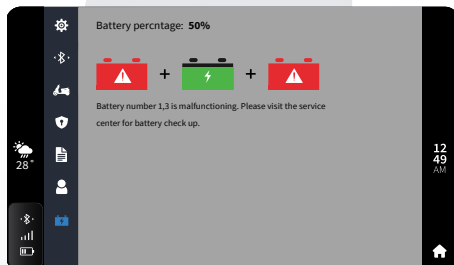 Battery percntage: 50%
+ +
Battery number 1,3 is malfunctioning. Please visit the service
center for battery check up.
28°
12
49
AM